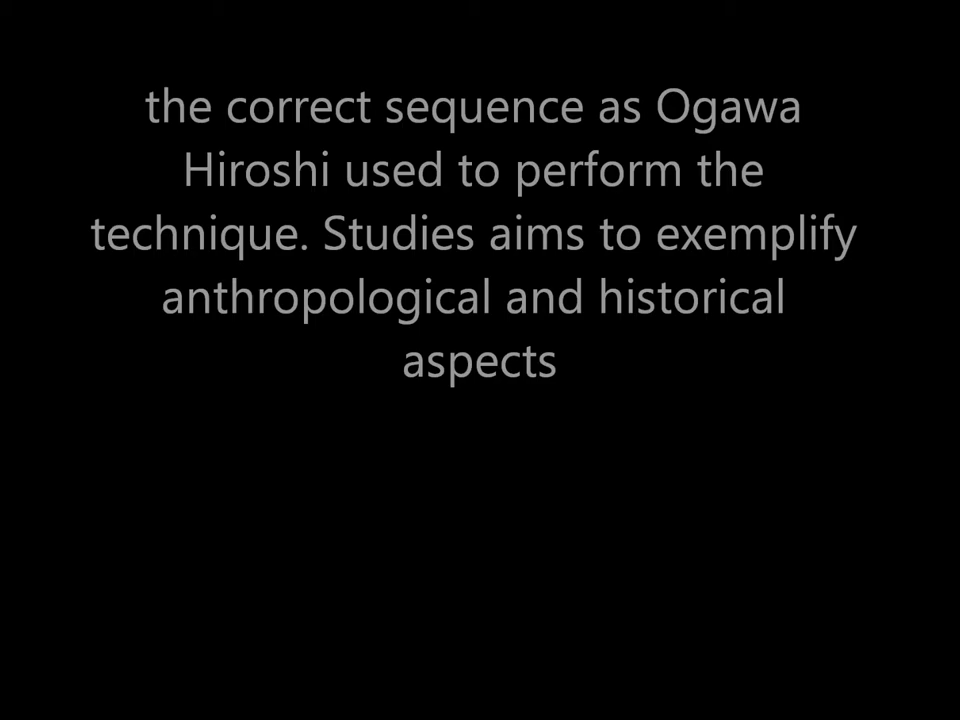 the correct sequence as Ogawa
Hiroshi used to perform the
technique. Studies aims to exemplify
anthropological and historical
aspects